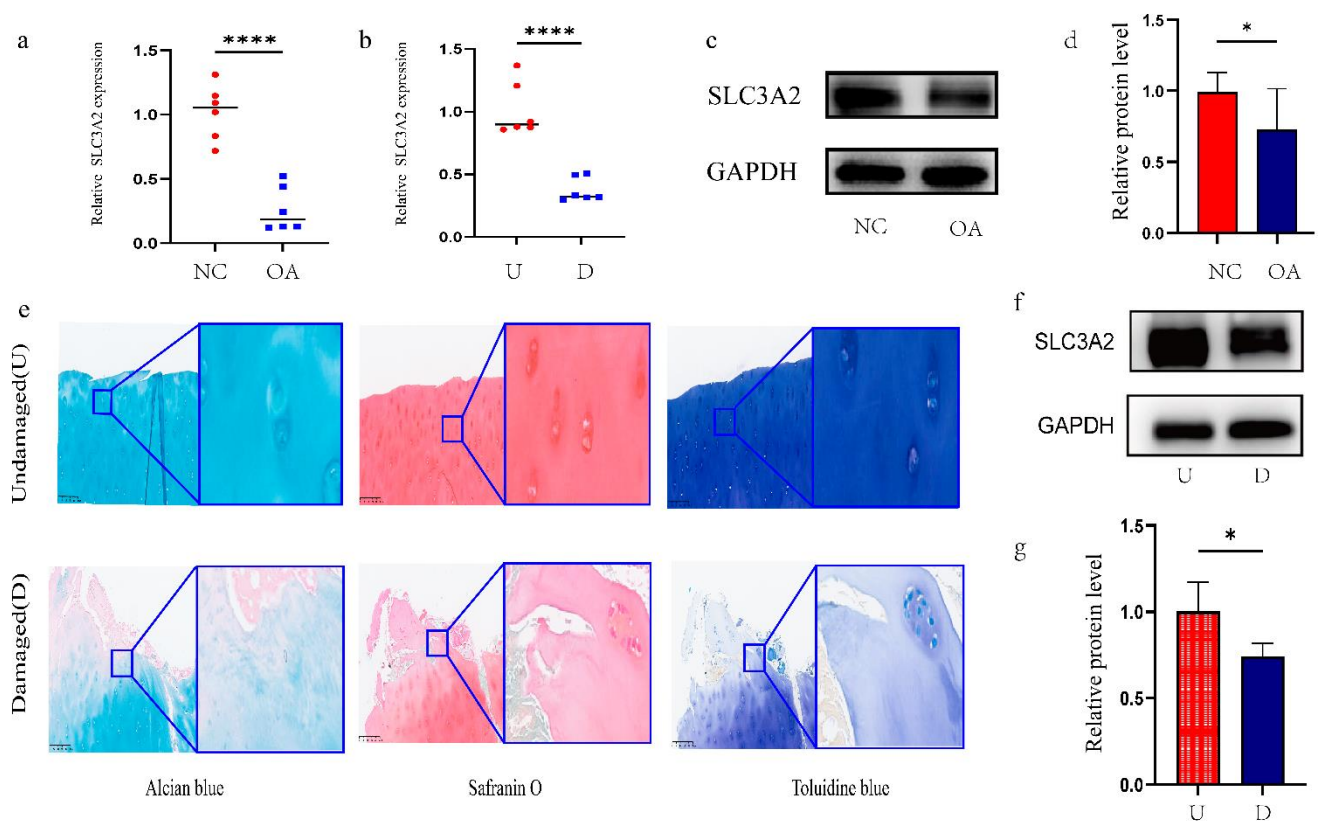 a
Relative SLC3A2 expression
1.5
1.0
0.5
0.0
****
NC OA
b
Relative SLC3A2 expression
1.5
1.0
0.5
0.0
****
U D
c
SLC3A2
GAPDH
NC OA
d
Relative protein level
1.5
1.0
0.5
0.0
*
NC OA
e
Undamaged(U)
Damaged(D)
Alcian blue Safranin O Toluidine blue
f
SLC3A2
GAPDH
U D
g
Relative protein level
1.5
1.0
0.5
0.0
*
U D